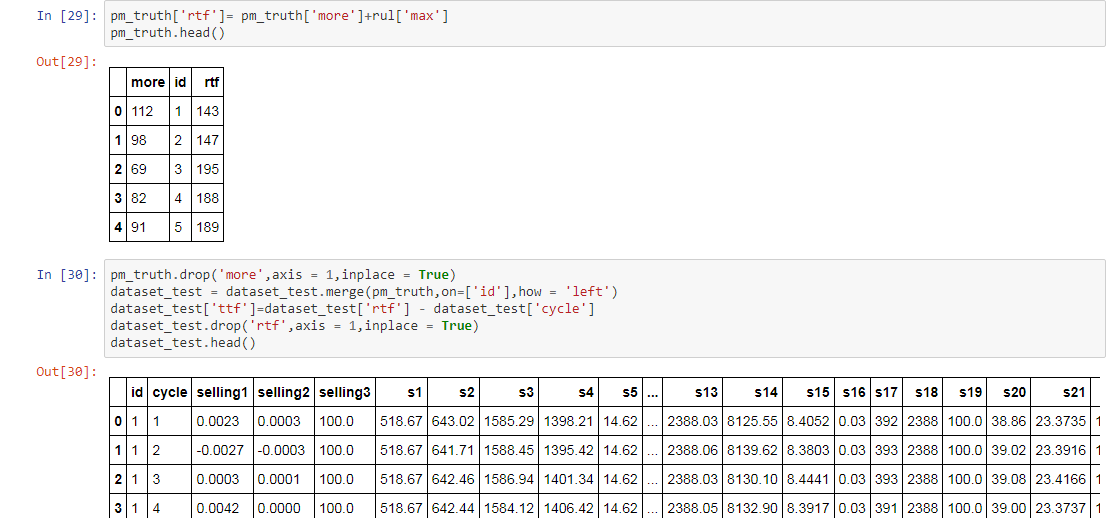 In [29]: pm_truth['rtf']= pm_truth['more']+rul['max']
pm_truth.head()
Out[29]:
more id rtf
0 112 1 143
1 98 2 147
2 69 3 195
3 82 4 188
4 91 5 189
In [30]: pm_truth.drop('more',axis = 1,inplace = True)
dataset_test = dataset_test.merge(pm_truth,on=['id'],how = 'left')
dataset_test['ttf']=dataset_test['rtf'] - dataset_test['cycle']
dataset_test.drop('rtf',axis = 1,inplace = True)
dataset_test.head()
Out[30]:
id cycle selling1 selling2 selling3 s1 s2 s3 s4 s5 ... s13 s14 s15 s16 s17 s18 s19 s20 s21
0 1 1 0.0023 0.0003 100.0 518.67 643.02 1585.29 1398.21 14.62 ... 2388.03 8125.55 8.4052 0.03 392 2388 100.0 38.86 23.3735 1
1 1 2 -0.0027 -0.0003 100.0 518.67 641.71 1588.45 1395.42 14.62 ... 2388.06 8139.62 8.3803 0.03 393 2388 100.0 39.02 23.3916 1
2 1 3 0.0003 0.0001 100.0 518.67 642.46 1586.94 1401.34 14.62 ... 2388.03 8130.10 8.4441 0.03 393 2388 100.0 39.08 23.4166 1
3 1 4 0.0042 0.0000 100.0 518.67 642.44 1584.12 1406.42 14.62 ... 2388.05 8132.90 8.3917 0.03 391 2388 100.0 39.00 23.3737 1